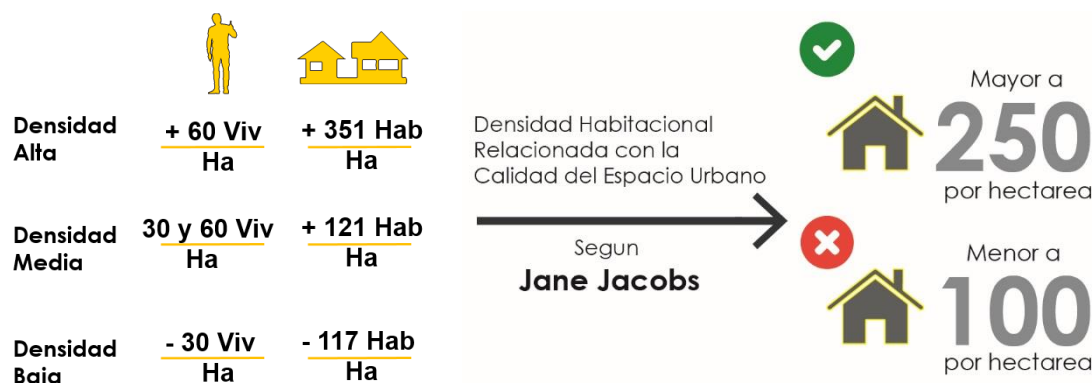 Densidad
Alta
+ 60 Viv
Ha
+ 351 Hab
Ha
Densidad
Media
30 y 60 Viv
Ha
+ 121 Hab
Ha
Densidad
Baja
- 30 Viv
Ha
- 117 Hab
Ha
Densidad Habitacional
Relacionada con la
Calidad del Espacio Urbano
Segun
Jane Jacobs
Mayor a
250
por hectarea
Menor a
100
por hectarea